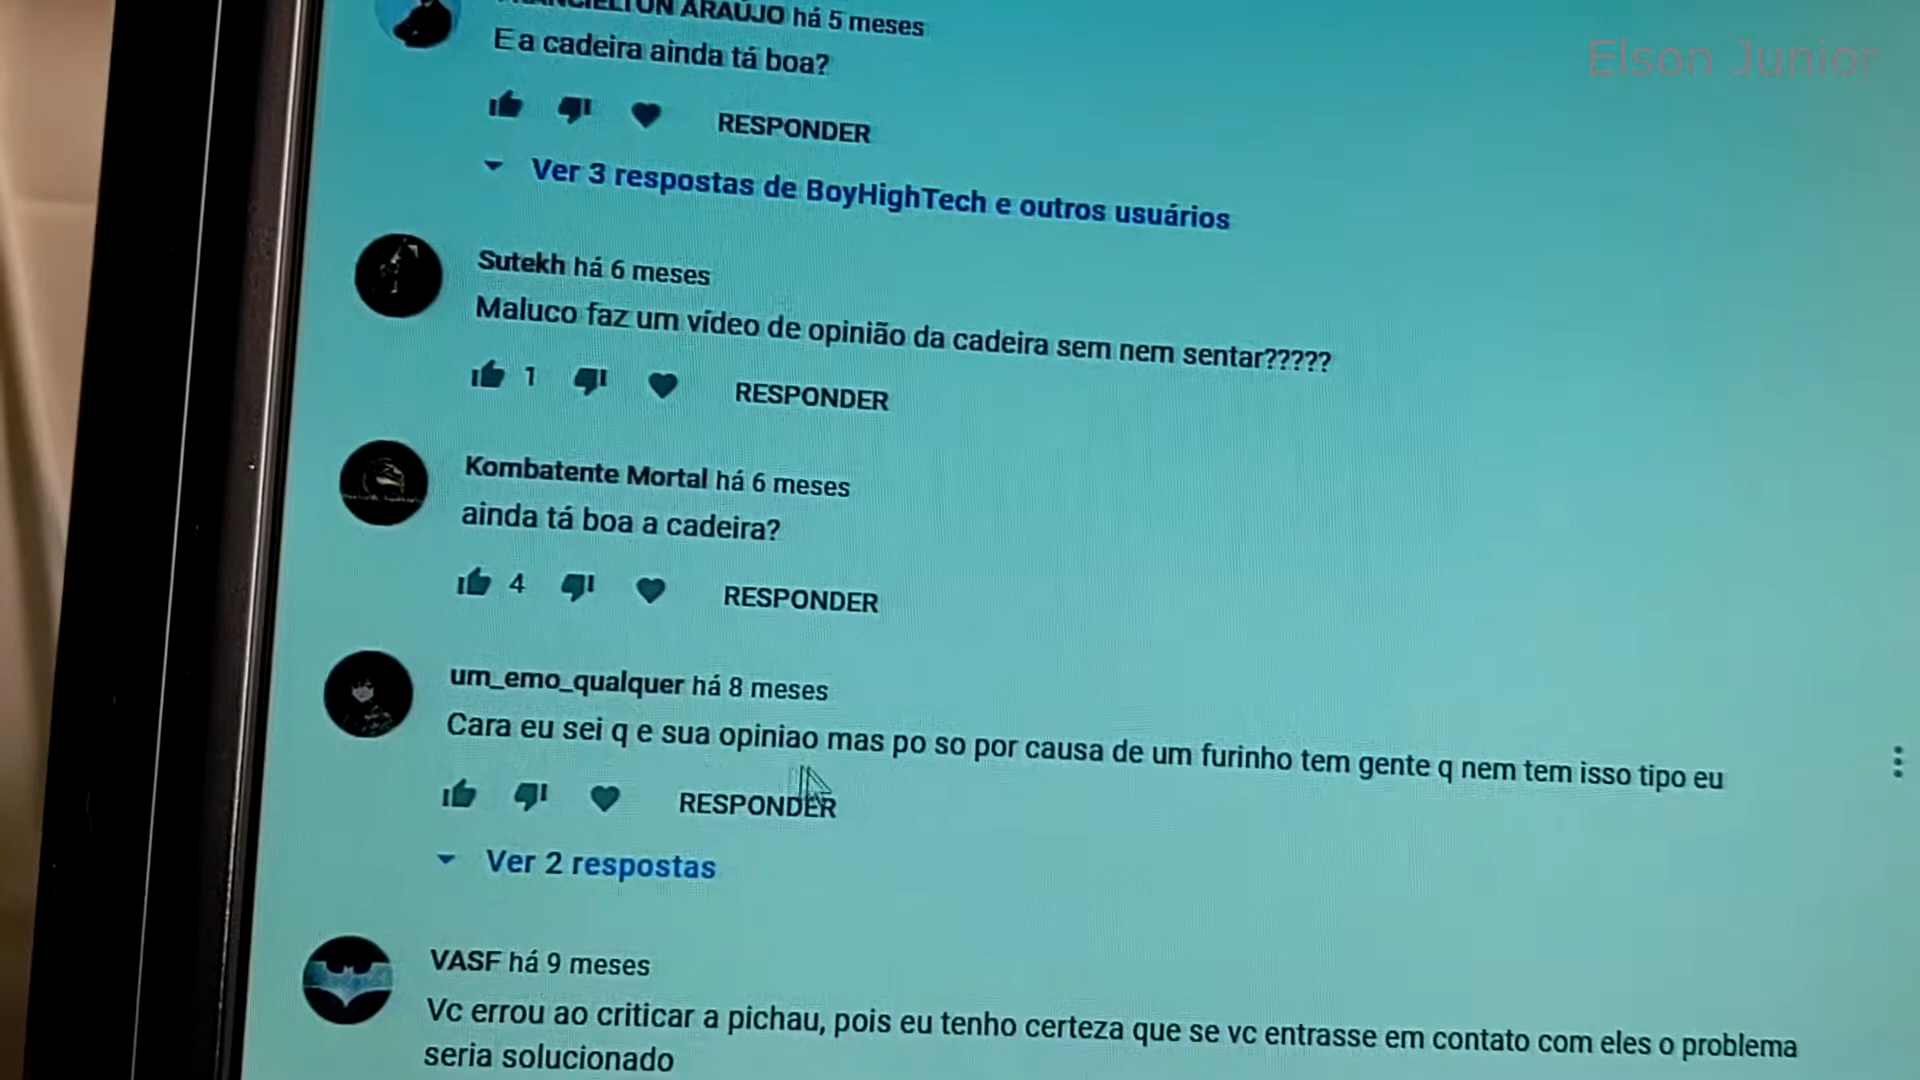 ARAÚJO há 5 meses
Elson Junior
E a cadeira ainda tá boa?
RESPONDER
Ver 3 respostas de BoyHighTech e outros usuários
Sutekh há 6 meses
Maluco faz um vídeo de opinião da cadeira sem nem sentar?????
1 RESPONDER
Kombatente Mortal há 6 meses
ainda tá boa a cadeira?
4 RESPONDER
um_emo_qualquer há 8 meses
Cara eu sei q e sua opiniao mas po so por causa de um furinho tem gente q nem tem isso tipo eu
RESPONDER
Ver 2 respostas
VASF há 9 meses
Vc errou ao criticar a pichau, pois eu tenho certeza que se vc entrasse em contato com eles o problema
seria solucionado